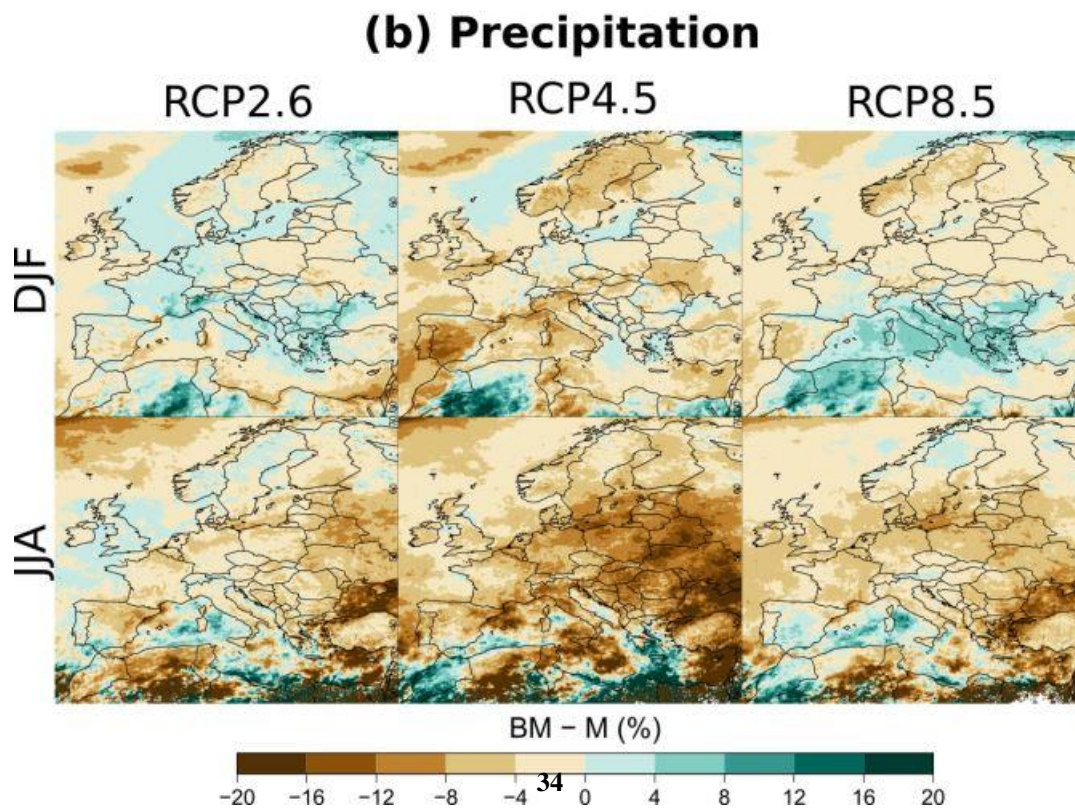 (b) Precipitation
RCP2.6 RCP4.5 RCP8.5
DJF
JJA
BM − M (%)
34
−20 −16 −12 −8 −4 0 4 8 12 16 20